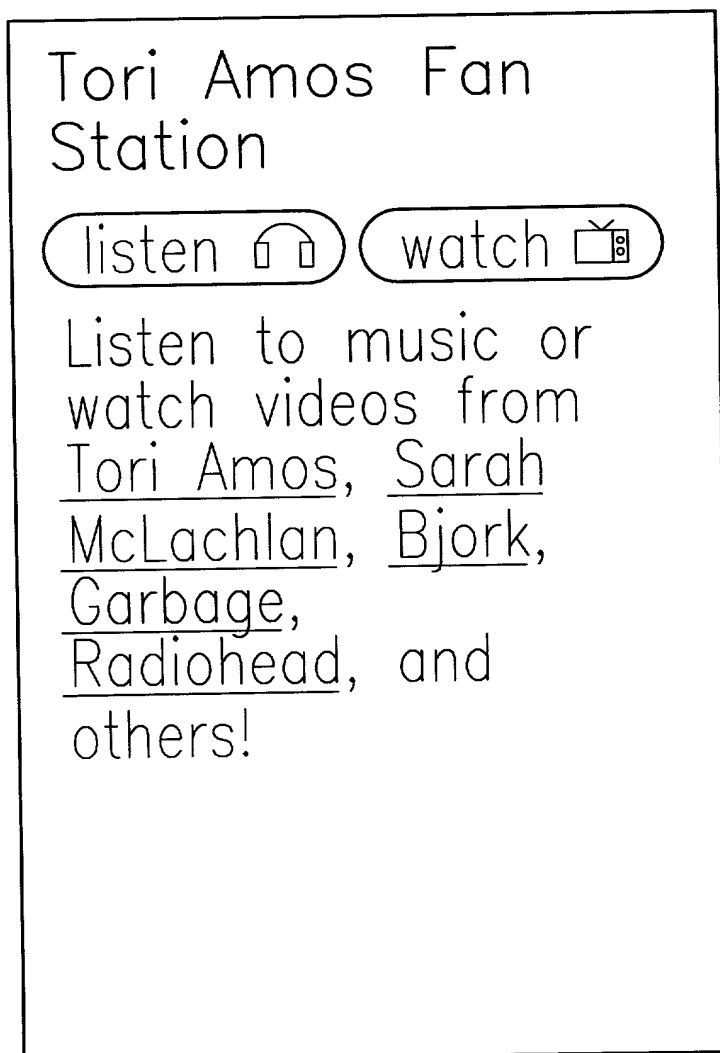 Tori Amos Fan
Station
listen
watch
Listen to music or
watch videos from
Tori Amos, Sarah
McLachlan, Bjork,
Garbage,
Radiohead, and
others!